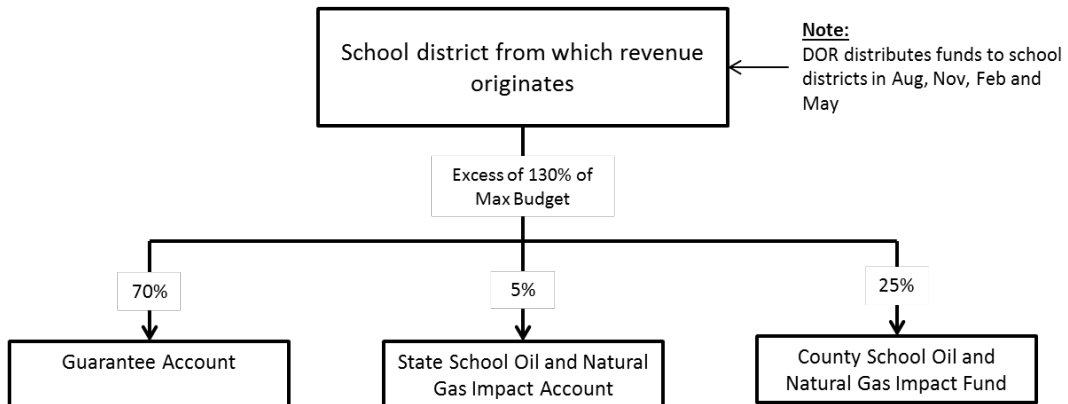 School district from which revenue
originates
Note:
DOR distributes funds to school
districts in Aug, Nov, Feb and
May
Excess of 130% of
Max Budget
70%
5%
25%
Guarantee Account
State School Oil and Natural
Gas Impact Account
County School Oil and
Natural Gas Impact Fund